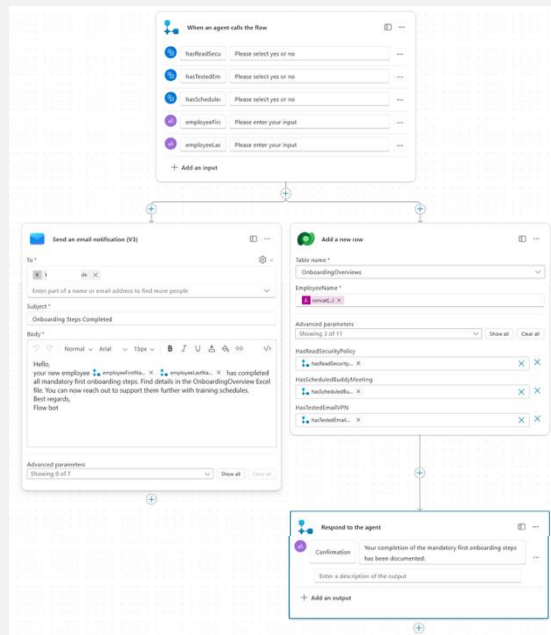 When an agent calls the flow
hasReadSecu Please select yes or no
hasTestedEm Please select yes or no
hasSchedule Please select yes or no
employeeFirs Please enter your input
employeeLas Please enter your input
Add an input
Send an email notification (V3)
To *
Enter part of a name or email address to find more people
Subject *
Onboarding Steps Completed
Body *
Normal Arial 15px
Hello,
your new employee employeeFirstNa... employeeLastNa... has completed
all mandatory first onboarding steps. Find details in the OnboardingOverview Excel
file. You can now reach out to support them further with training schedules.
Best regards,
Flow bot
Advanced parameters
Showing 0 of 7 Show all Clear all
Add a new row
Table name *
OnboardingOverviews
EmployeeName *
concat(...)
Advanced parameters
Showing 3 of 11 Show all Clear all
HasReadSecurityPolicy
hasReadSecurity...
HasScheduledBuddyMeeting
hasScheduledBu...
HasTestedEmailVPN
hasTestedEmail...
Respond to the agent
Confirmation Your completion of the mandatory first onboarding steps
has been documented.
Enter a description of the output
Add an output